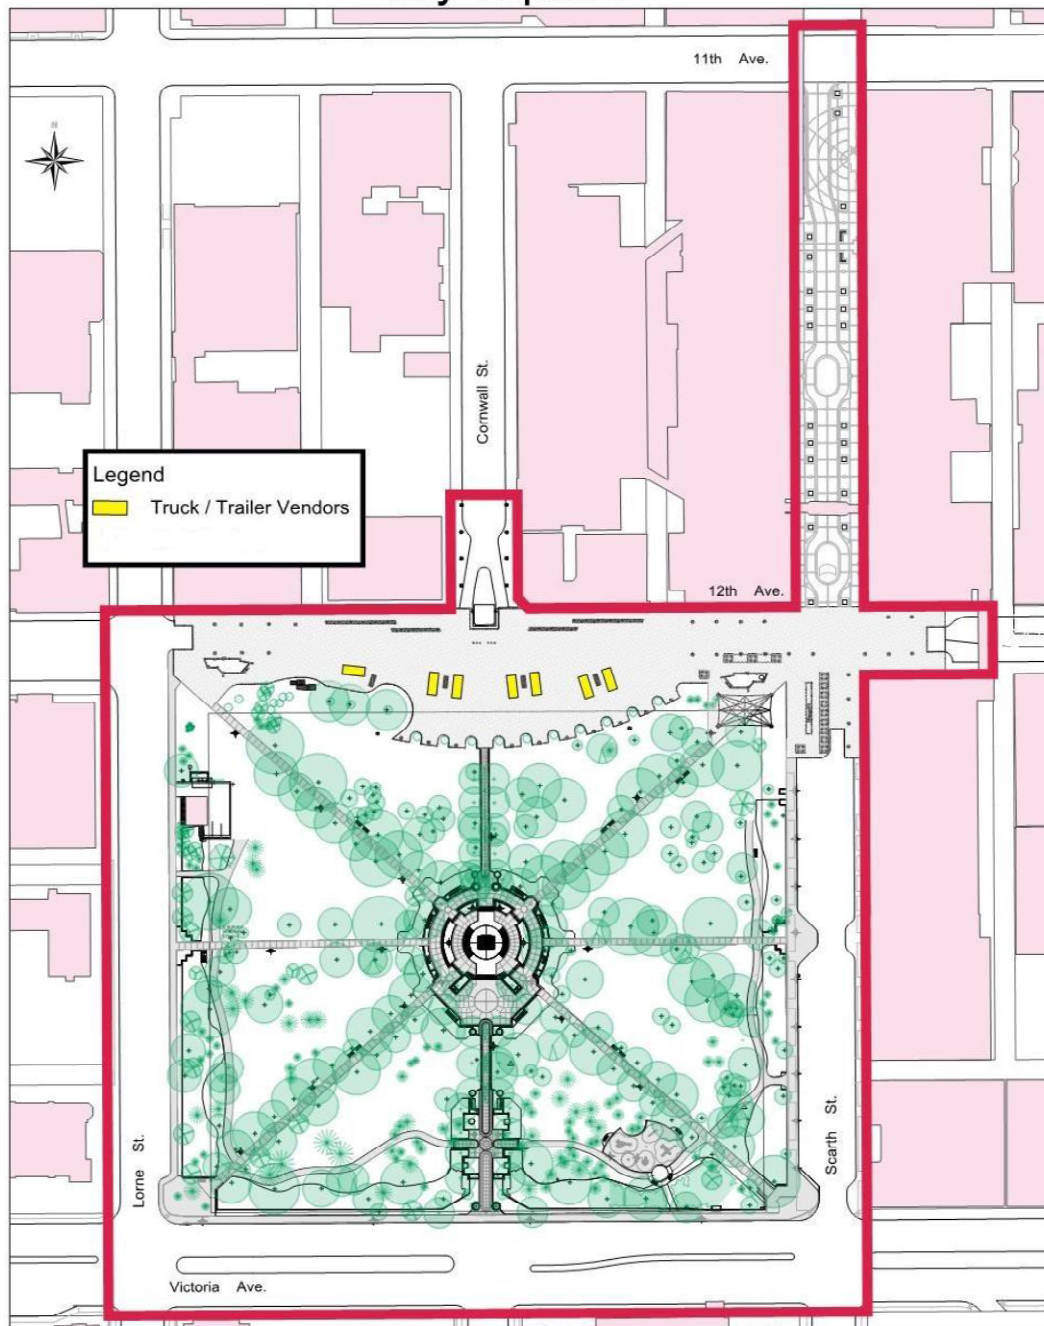 11th Ave.
Cornwall St.
Legend
Truck / Trailer Vendors
12th Ave.
Lorne St.
Scarth St.
Victoria Ave.